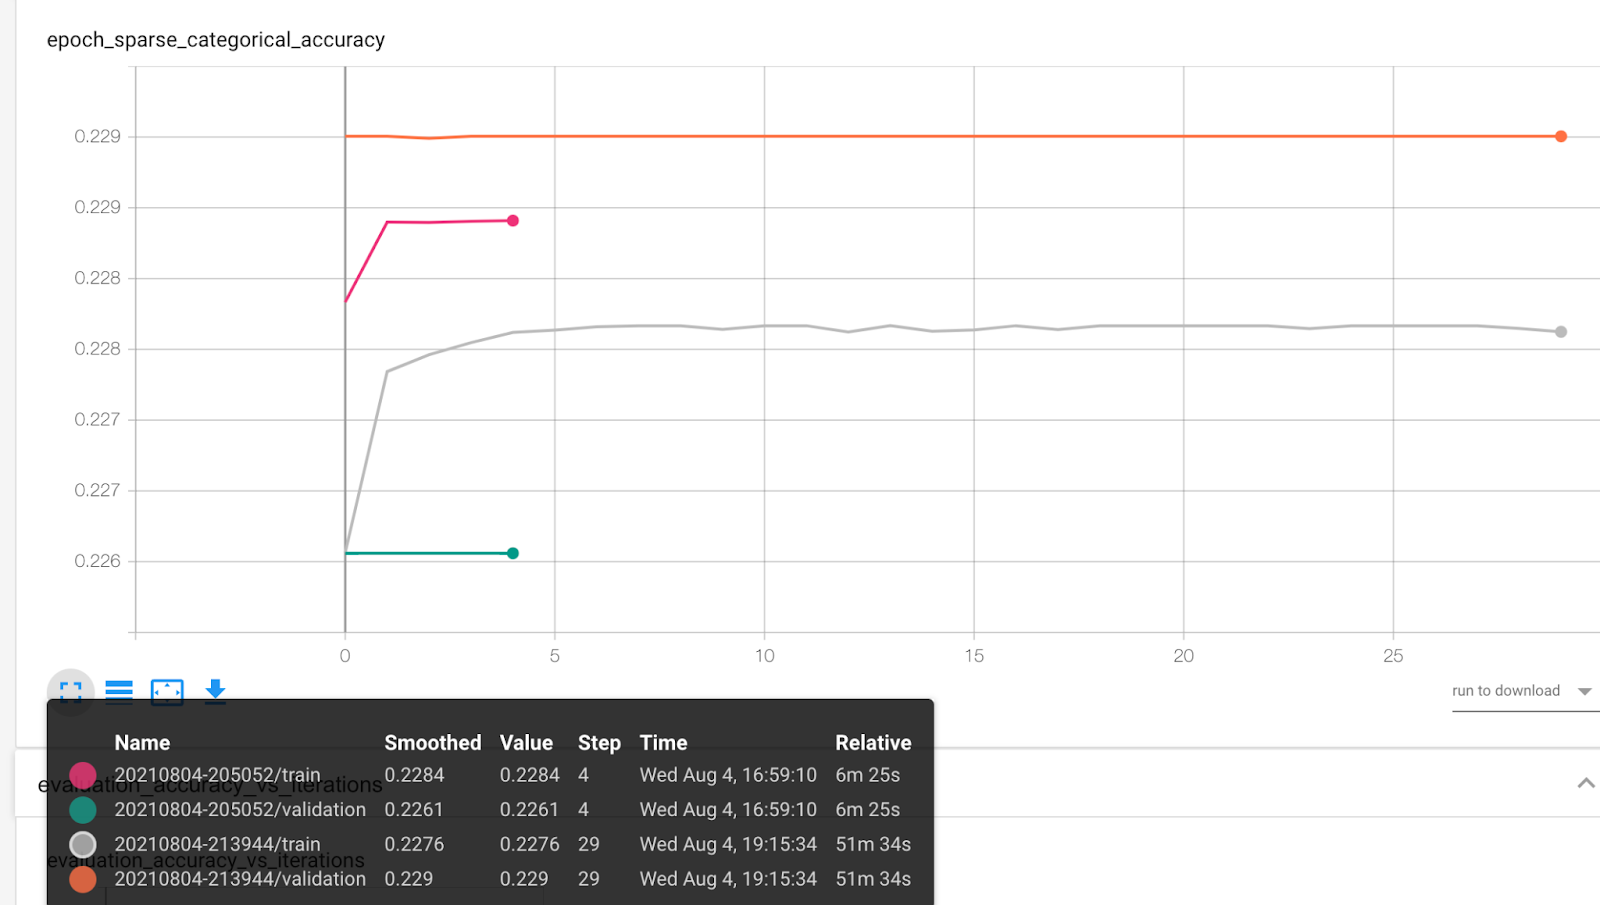 epoch_sparse_categorical_accuracy
0.229
0.229
0.228
0.228
0.227
0.227
0.226
0 5 10 15 20 25
run to download
Name Smoothed Value Step Time Relative
20210804-205052/train 0.2284 0.2284 4 Wed Aug 4, 16:59:10 6m 25s
evaluation_accuracy_vs_iterations
20210804-205052/validation 0.2261 0.2261 4 Wed Aug 4, 16:59:10 6m 25s
20210804-213944/train 0.2276 0.2276 29 Wed Aug 4, 19:15:34 51m 34s
evaluation_accuracy_vs_iterations
20210804-213944/validation 0.229 0.229 29 Wed Aug 4, 19:15:34 51m 34s